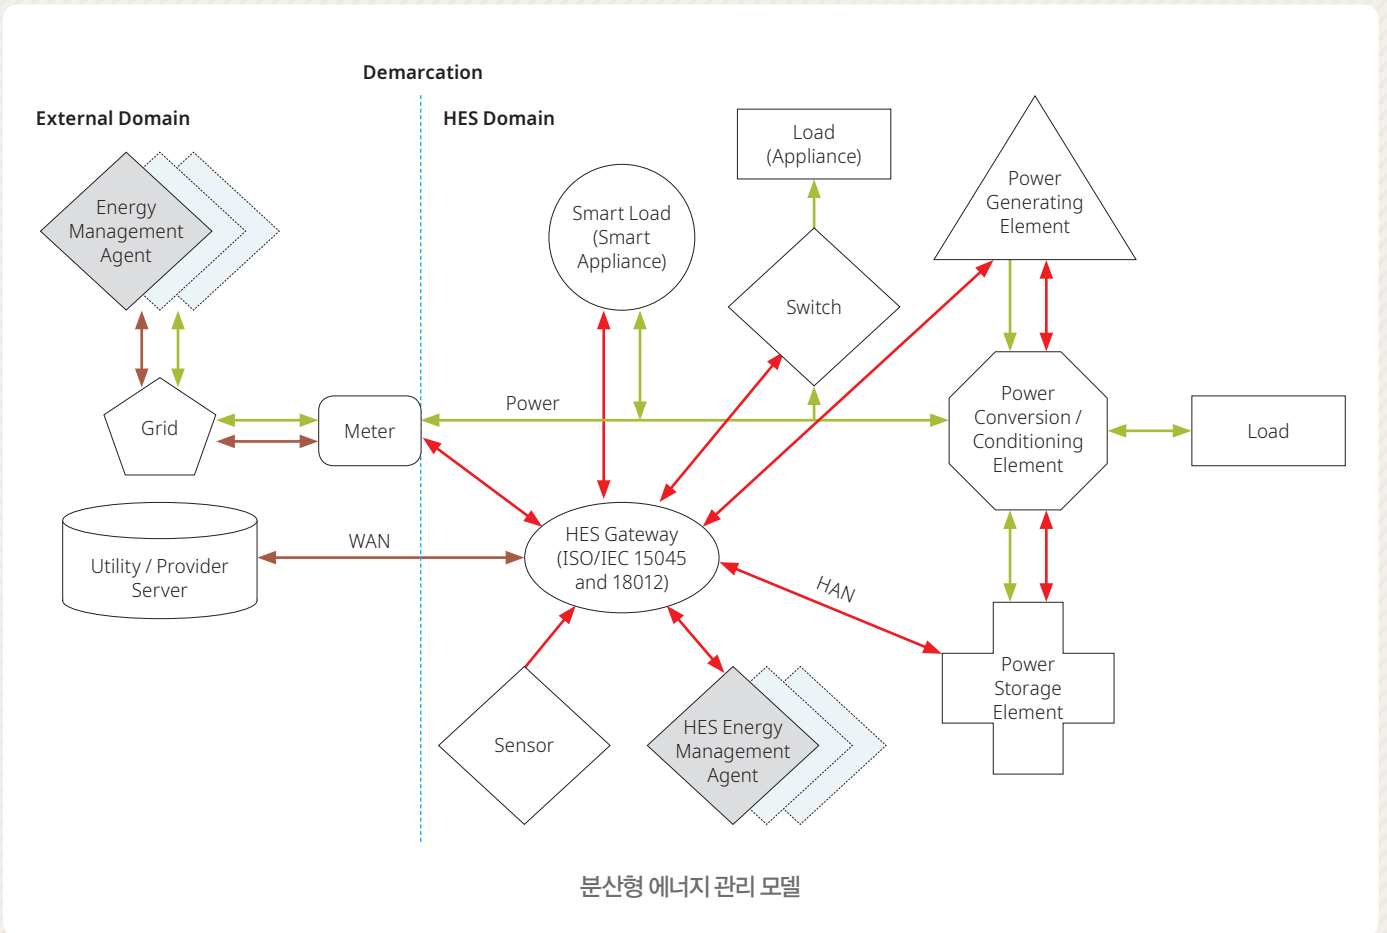 Demarcation
External Domain
HES Domain
Energy
Management
Agent
Smart Load
(Smart
Appliance)
Load
(Appliance)
Switch
Power
Generating
Element
Grid
Meter
Power
Power
Conversion /
Conditioning
Element
Load
Utility / Provider
Server
WAN
HES Gateway
(ISO/IEC 15045
and 18012)
HAN
Sensor
HES Energy
Management
Agent
Power
Storage
Element
분산형 에너지 관리 모델